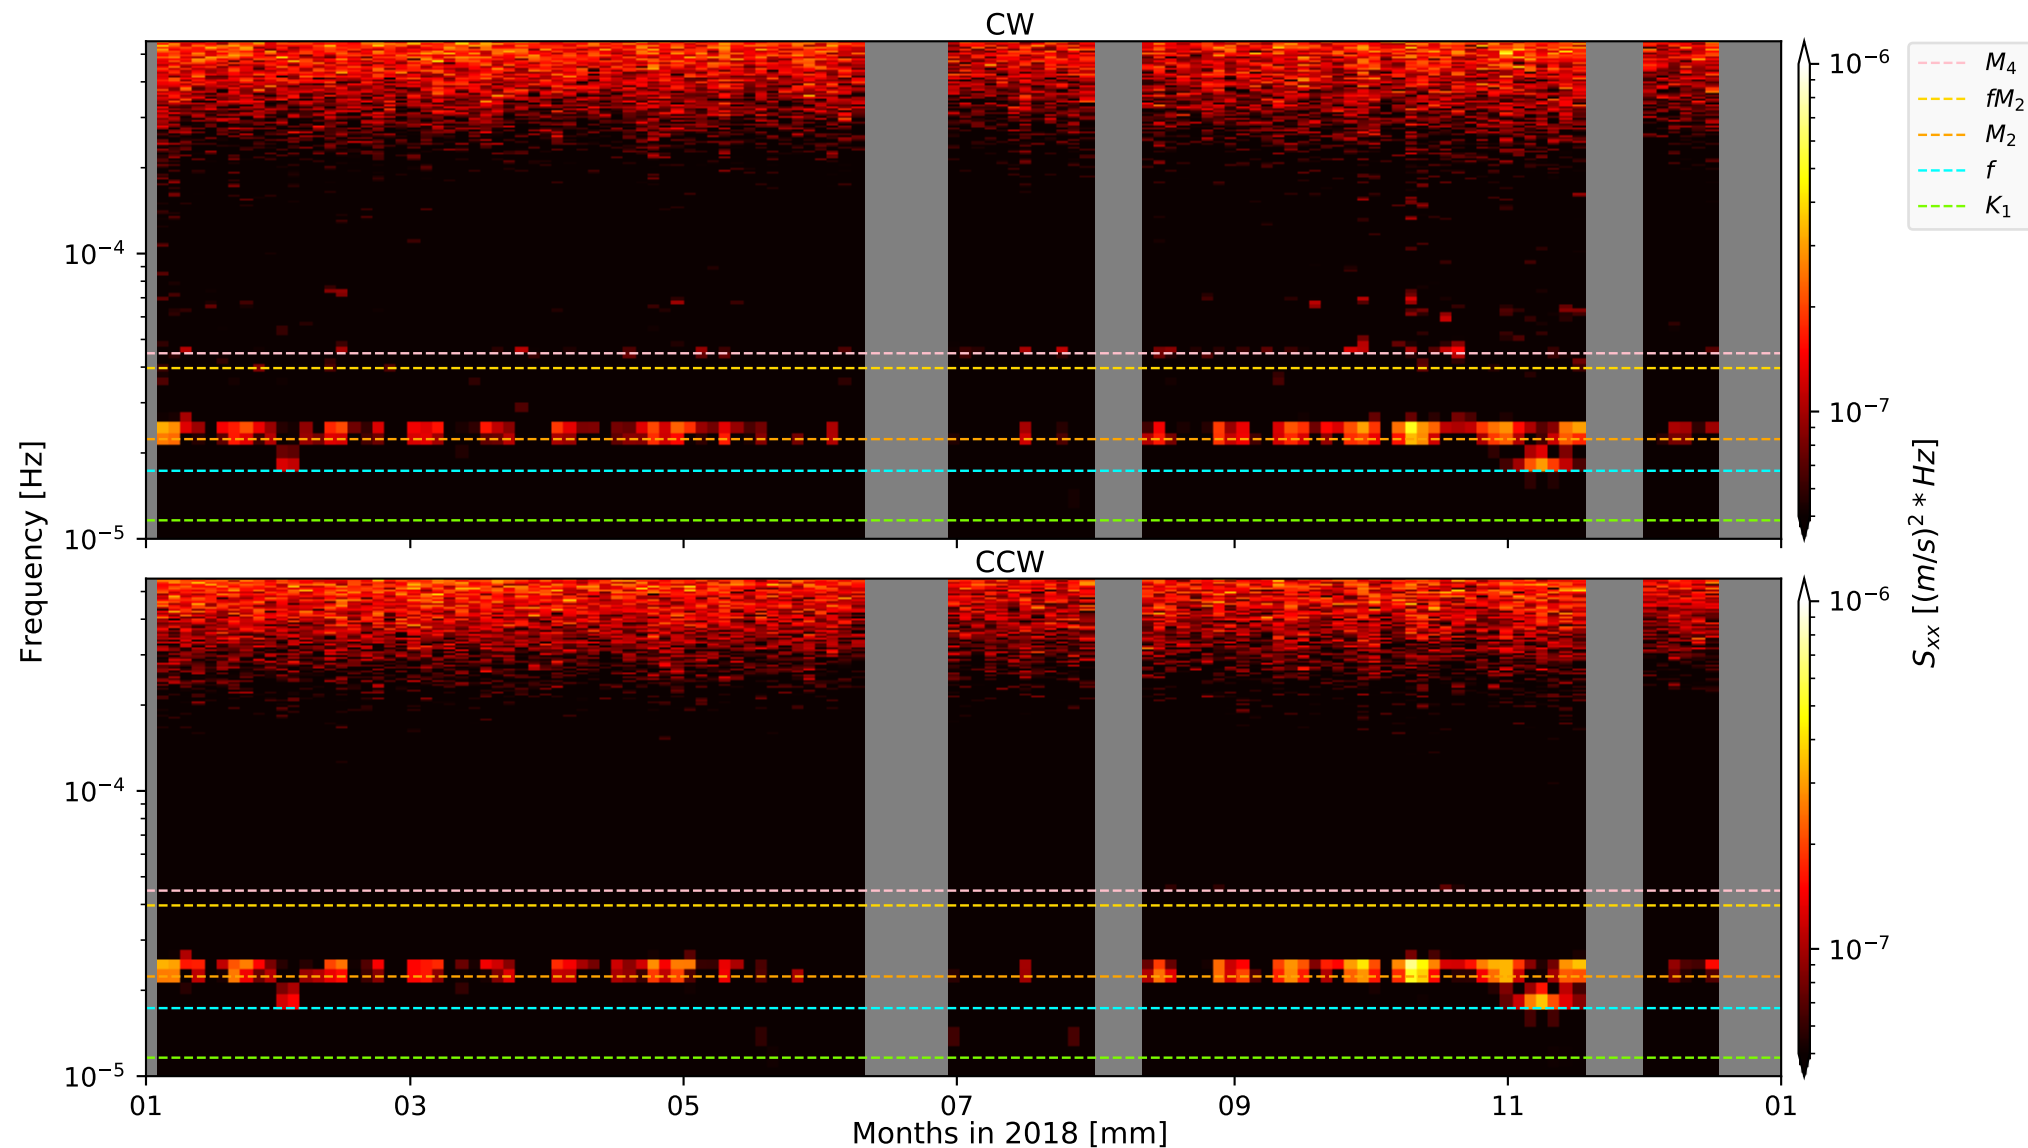 CW
10⁻⁴
10⁻⁵
10⁻⁶
10⁻⁷
M₄
fM₂
M₂
f
K₁
Frequency [Hz]
Sₓₓ [(m/s)² * Hz]
CCW
10⁻⁴
10⁻⁵
10⁻⁶
10⁻⁷
01 03 05 07 09 11 01
Months in 2018 [mm]